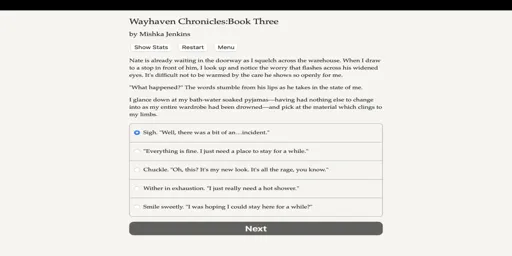 Wayhaven Chronicles:Book Three
by Mishka Jenkins
Show Stats Restart Menu
Nate is already waiting in the doorway as I squelch across the warehouse. When I draw
to a stop in front of him, I look up and notice the worry that flashes across his widened
eyes. It's difficult not to be warmed by the care he shows so openly for me.
"What happened?" The words stumble from his lips as he takes in the state of me.
I glance down at my bath-water soaked pyjamas—having had nothing else to change
into as my entire wardrobe had been drowned—and pick at the material which clings to
my limbs.
Sigh. "Well, there was a bit of an...incident."
"Everything is fine. I just need a place to stay for a while."
Chuckle. "Oh, this? It's my new look. It's all the rage, you know."
Wither in exhaustion. "I just really need a hot shower."
Smile sweetly. "I was hoping I could stay here for a while?"
Next